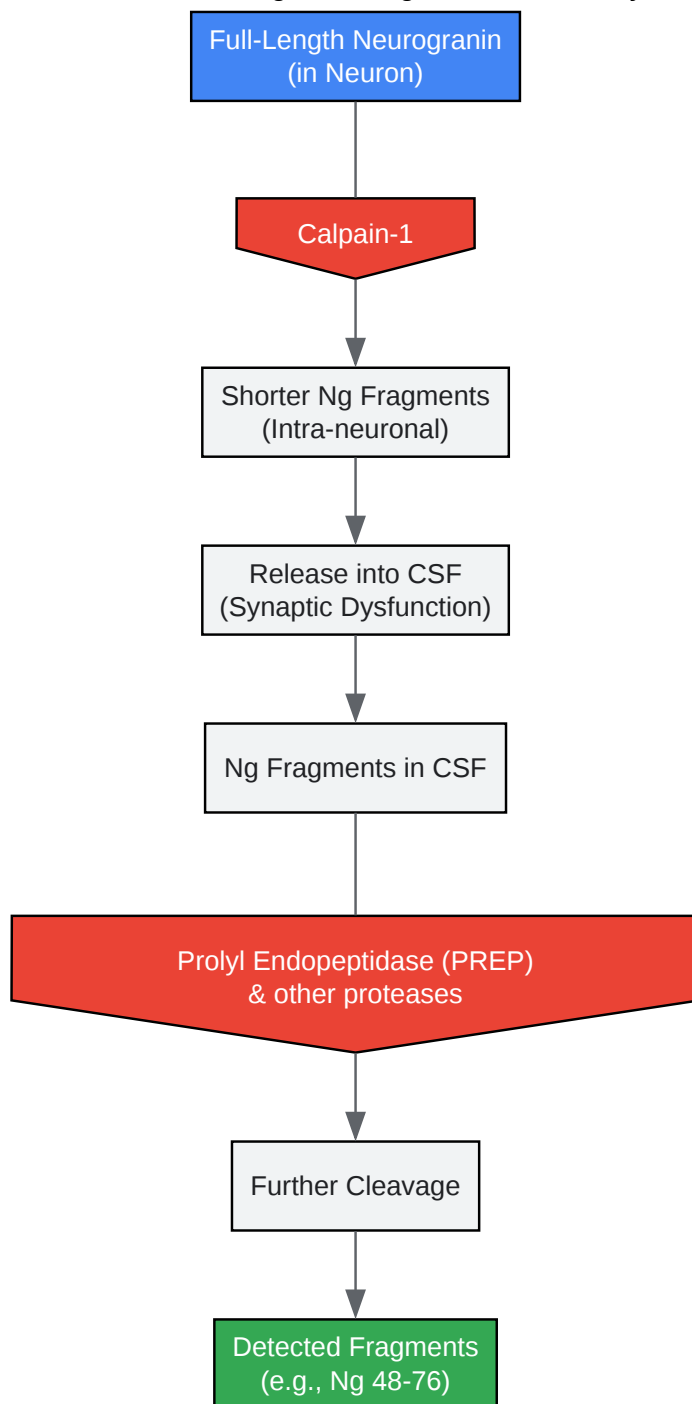 Full-Length Neurogranin
(in Neuron)
Calpain-1
Shorter Ng Fragments
(Intra-neuronal)
Release into CSF
(Synaptic Dysfunction)
Ng Fragments in CSF
Prolyl Endopeptidase (PREP)
& other proteases
Further Cleavage
Detected Fragments
(e.g., Ng 48-76)